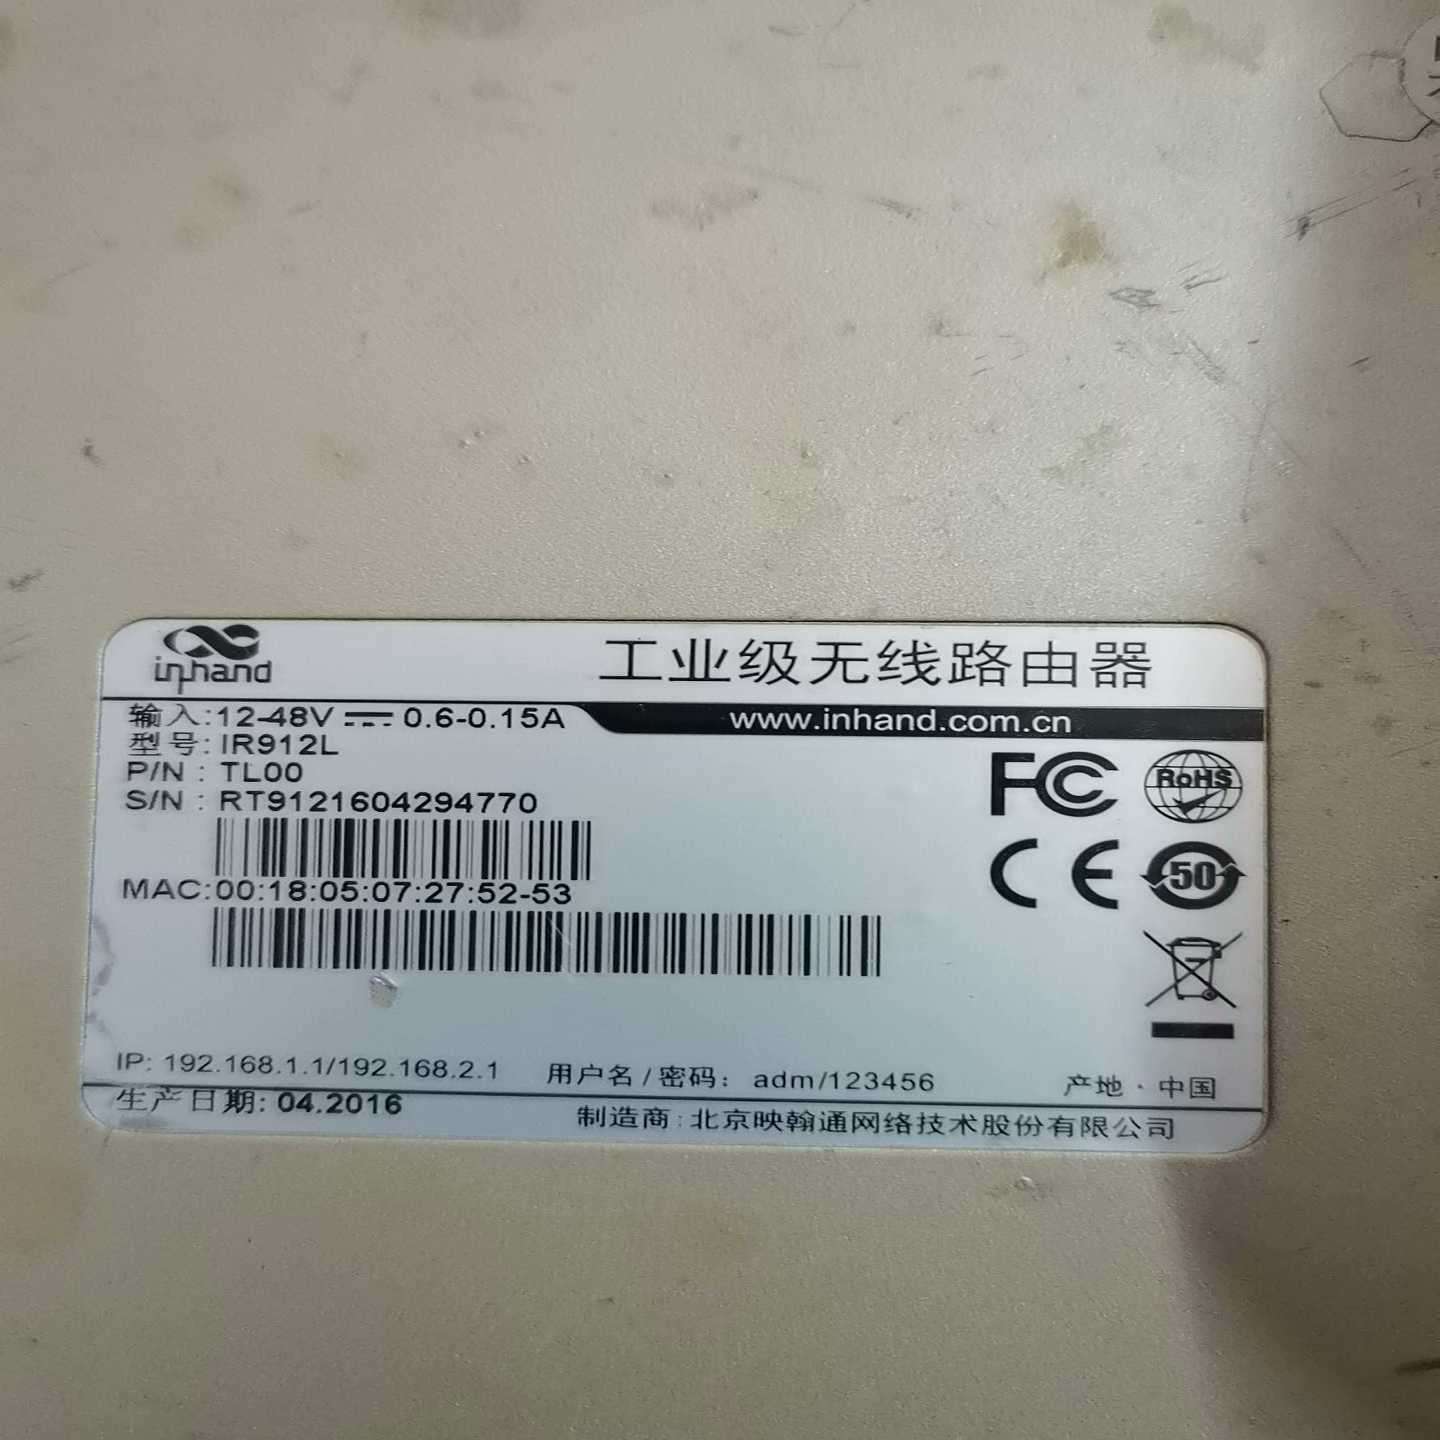 inhand
工业级无线路由器
输入:12-48V 0.6-0.15A
www.inhand.com.cn
型号:IR912L
P/N : TL00
S/N : RT9121604294770
FC
RoHS
MAC:00:18:05:07:27:52-53
CE
50
IP: 192.168.1.1/192.168.2.1
用户名/密码: adm/123456
产地·中国
生产日期: 04.2016
制造商:北京映翰通网络技术股份有限公司